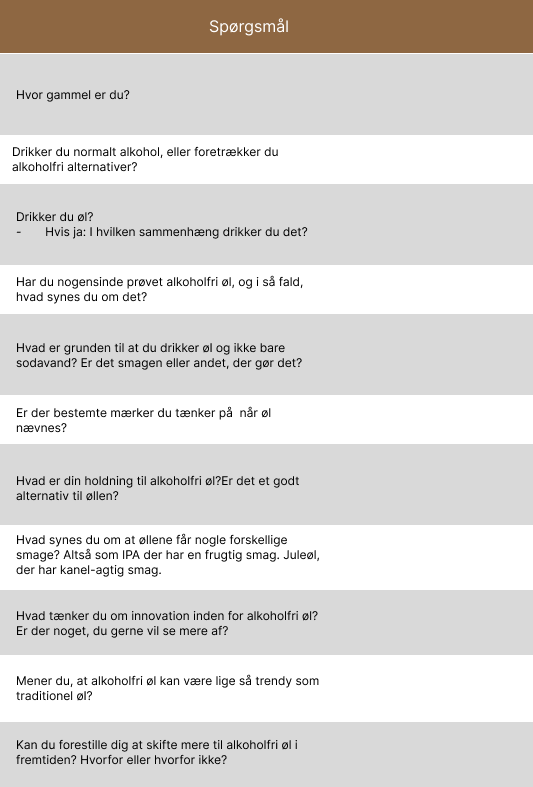 Spørgsmål
Hvor gammel er du?
Drikker du normalt alkohol, eller foretrækker du
alkoholfri alternativer?
Drikker du øl?
- Hvis ja: I hvilken sammenhæng drikker du det?
Har du nogensinde prøvet alkoholfri øl, og i så fald,
hvad synes du om det?
Hvad er grunden til at du drikker øl og ikke bare
sodavand? Er det smagen eller andet, der gør det?
Er der bestemte mærker du tænker på  når øl
nævnes?
Hvad er din holdning til alkoholfri øl?Er det et godt
alternativ til øllen?
Hvad synes du om at øllene får nogle forskellige
smage? Altså som IPA der har en frugtig smag. Juleøl,
der har kanel-agtig smag.
Hvad tænker du om innovation inden for alkoholfri øl?
Er der noget, du gerne vil se mere af?
Mener du, at alkoholfri øl kan være lige så trendy som
traditionel øl?
Kan du forestille dig at skifte mere til alkoholfri øl i
fremtiden? Hvorfor eller hvorfor ikke?